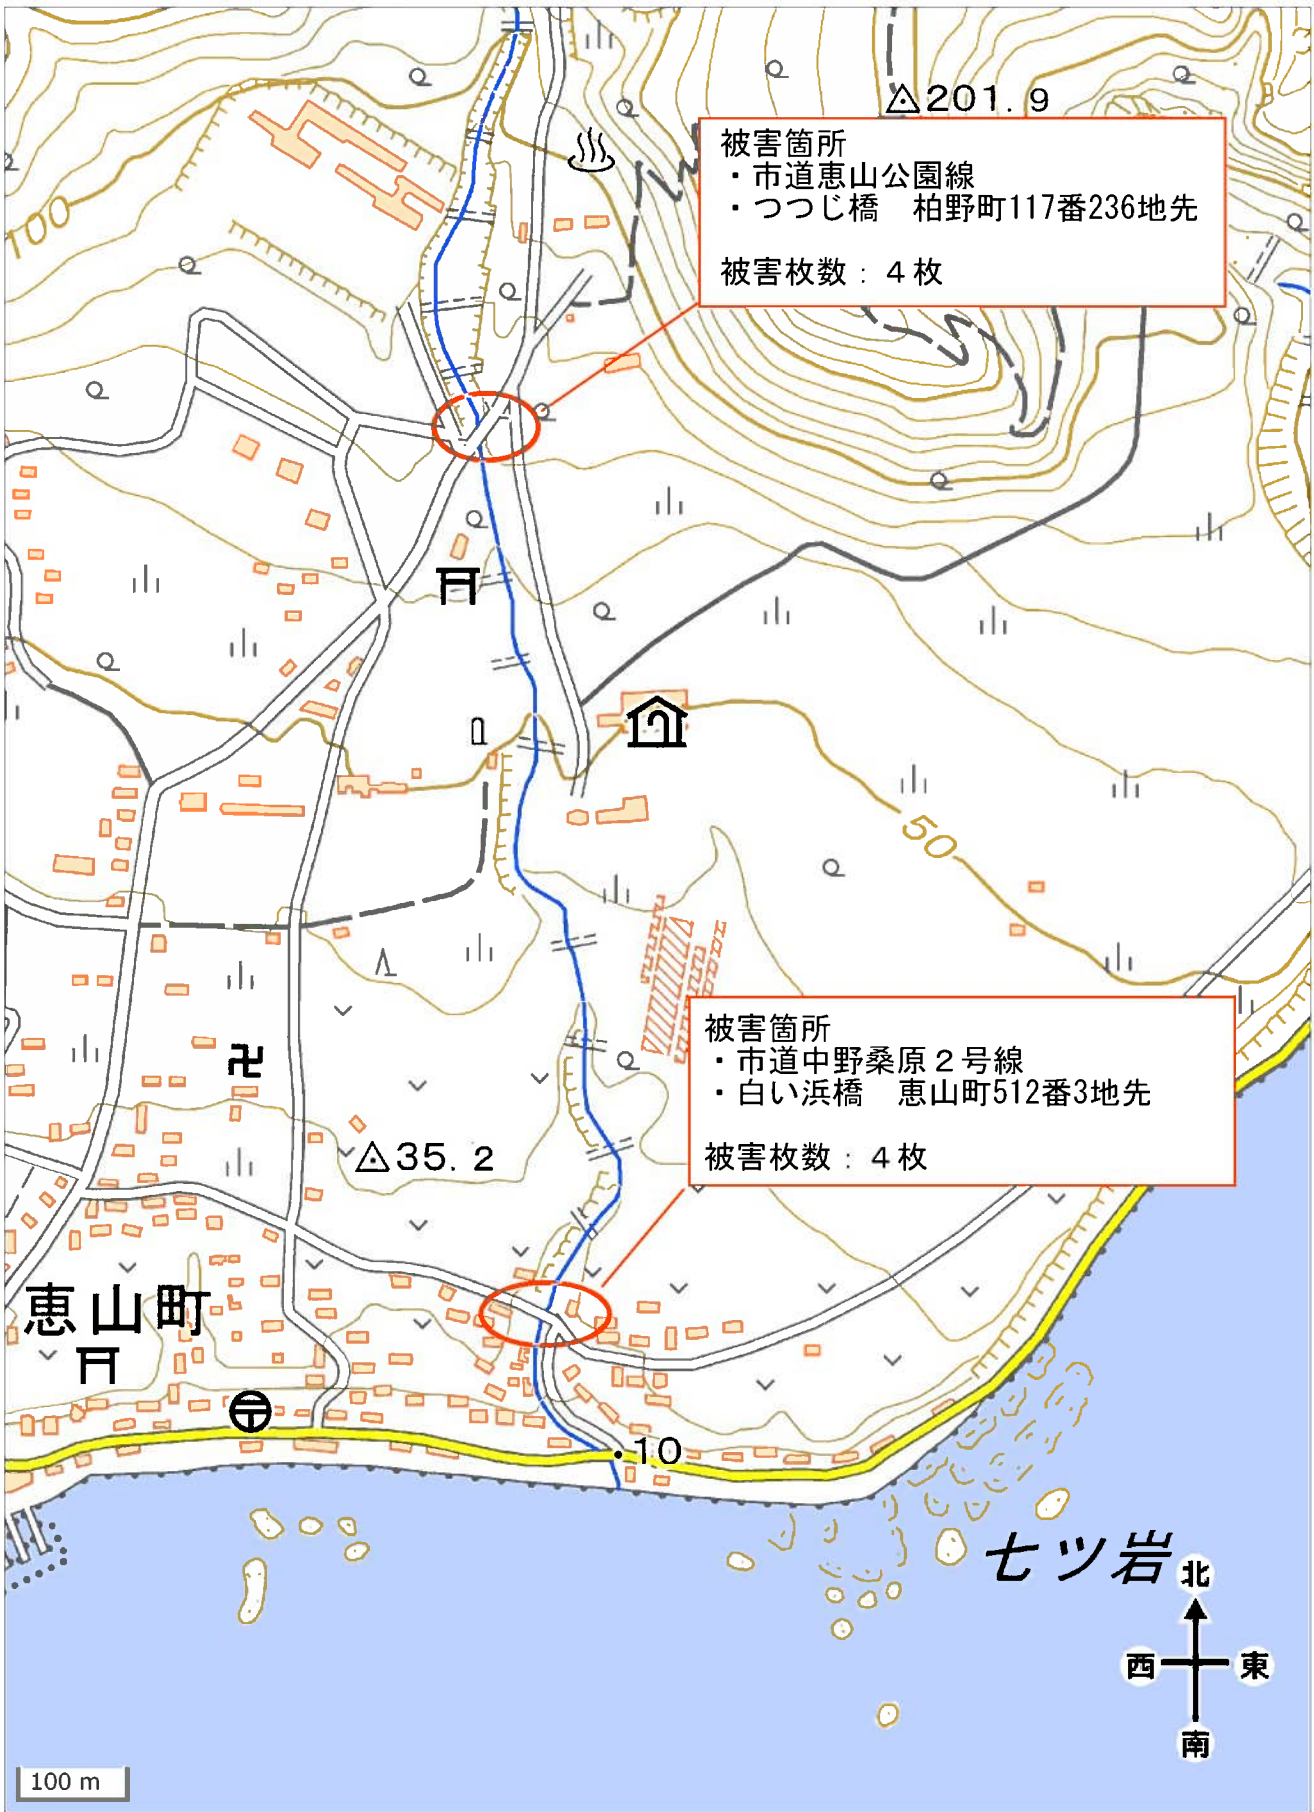 201.9
被害箇所
・市道恵山公園線
・つつじ橋　柏野町117番236地先
被害枚数：４枚
100
50
被害箇所
・市道中野桑原２号線
・白い浜橋　恵山町512番3地先
被害枚数：４枚
35.2
恵山町
10
七ツ岩
北
西
東
南
100 m